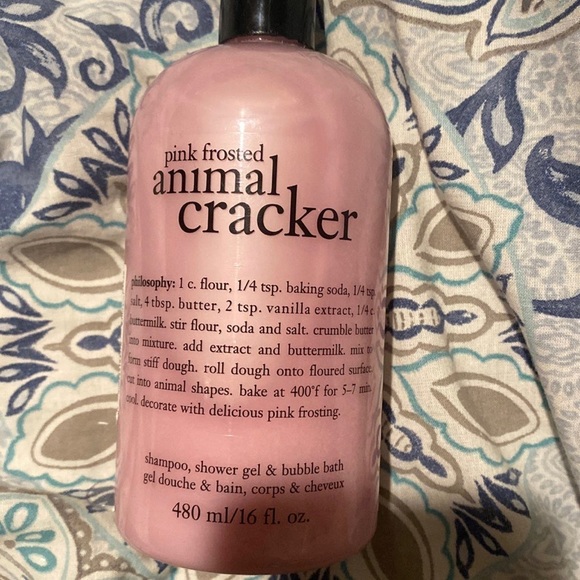 pink frosted
animal
cracker
philosophy: 1 c. flour, 1/4 tsp. baking soda, 1/4 tsp.
salt, 4 tbsp. butter, 2 tsp. vanilla extract, 1/4 c.
buttermilk. stir flour, soda and salt. crumble butter
into mixture. add extract and buttermilk. mix to
form stiff dough. roll dough onto floured surface.
cut into animal shapes. bake at 400°f for 5-7 min.
cool. decorate with delicious pink frosting.
shampoo, shower gel & bubble bath
gel douche & bain, corps & cheveux
480 ml/16 fl. oz.